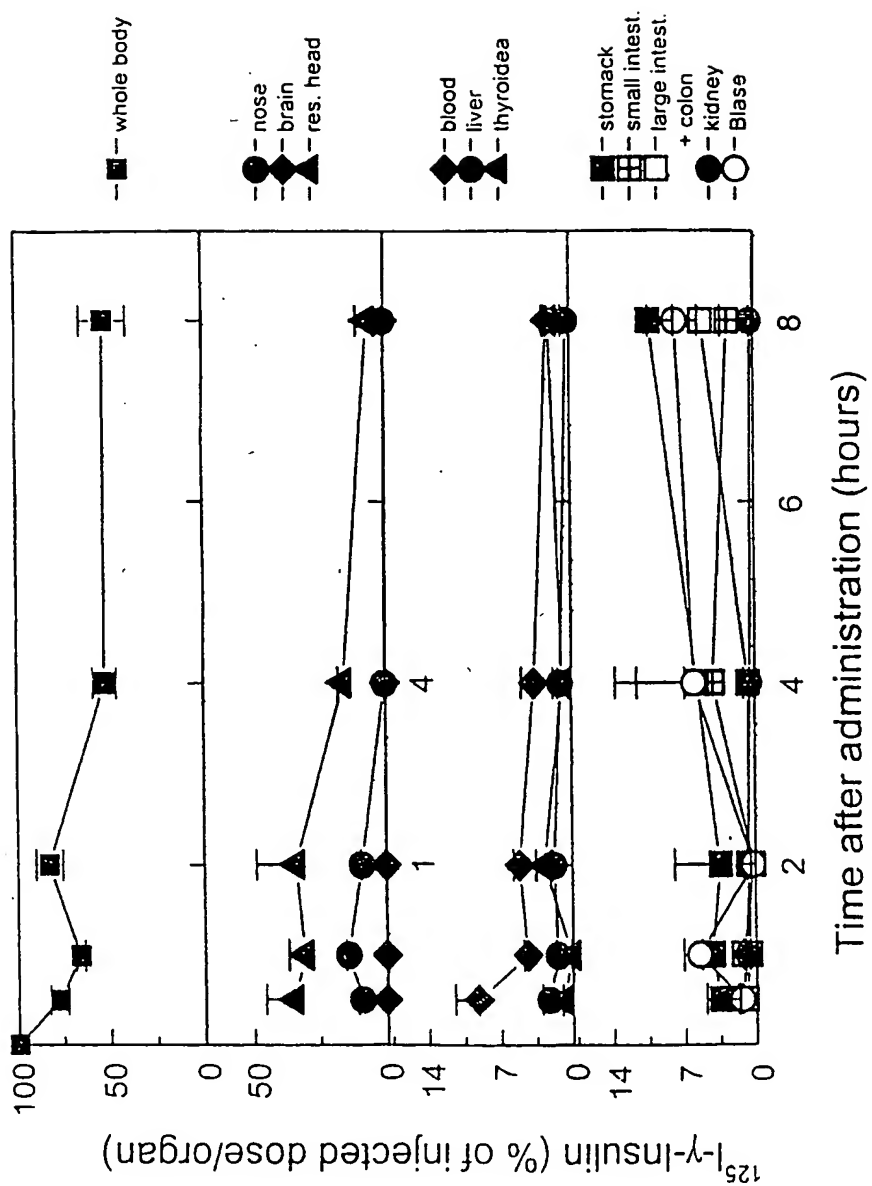 ¹²⁵I-γ-Insulin (% of injected dose/organ)
100
50
0
50
0
14
7
0
14
7
0
1
4
2
4
6
8
Time after administration (hours)
whole body
nose
brain
res. head
blood
liver
thyroidea
stomack
small intest.
large intest.
+ colon
kidney
Blase